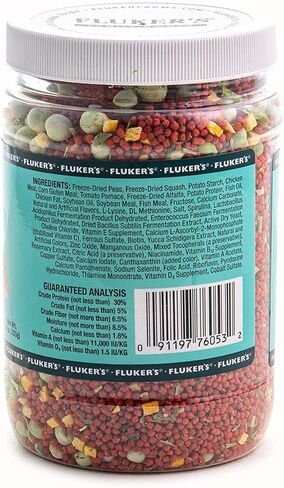 FLUKER'S
FLUKER'S® · FLUKER'S® · FLUKER'S® · FLUKER'S®
INGREDIENTS: Freeze-Dried Peas, Freeze-Dried Squash, Potato Starch, Chicken
Meal, Corn Gluten Meal, Tomato Pomace, Freeze-Dried Alfalfa, Potato Protein, Fish Oil,
Chicken Fat, Soybean Oil, Soybean Meal, Fish Meal, Fructose, Calcium Carbonate,
Natural and Artificial Flavors, L-Lysine, DL Methionine, Salt, Spirulina, Lactobacillus
Acidophilus Fermentation Product Dehydrated, Enterococcus Faecium Fermentation
Product Dehydrated, Dried Bacillus Subtilis Fermentation Extract, Active Dry Yeast,
Choline Chloride, Vitamin E Supplement, Calcium L-Ascorbyl-2-Monophosphate
Vitamin C), Ferrous Sulfate, Biotin, Yucca Schidigera Extract, Natural and
Artificial Colors, Zinc Oxide, Manganous Oxide, Mixed Tocopherols (a preservative),
Rosemary Extract, Citric Acid (a preservative), Niacinamide, Vitamin B12 Supplement,
Copper Sulfate, Calcium Iodate, Canthaxanthin (added color), Vitamin A Acetate,
Calcium Pantothenate, Sodium Selenite, Folic Acid, Riboflavin, Pyridoxine
Hydrochloride, Thiamine Mononitrate, Vitamin D3 Supplement, Cobalt Sulfate
GUARANTEED ANALYSIS
Crude Protein (not less than) 30%
Crude Fat (not less than) 5%
Crude Fiber (not more than) 6.5%
Moisture (not more than) 8.5%
Calcium (not less than) 1.6%
Vitamin A (not less than) 11,000 IU/KG
Vitamin D3 (not less than) 1.5 IU/KG
0 91197 76053 2
FLUKER'S® · FLUKER'S® · FLUKER'S® · FLUKER'S®